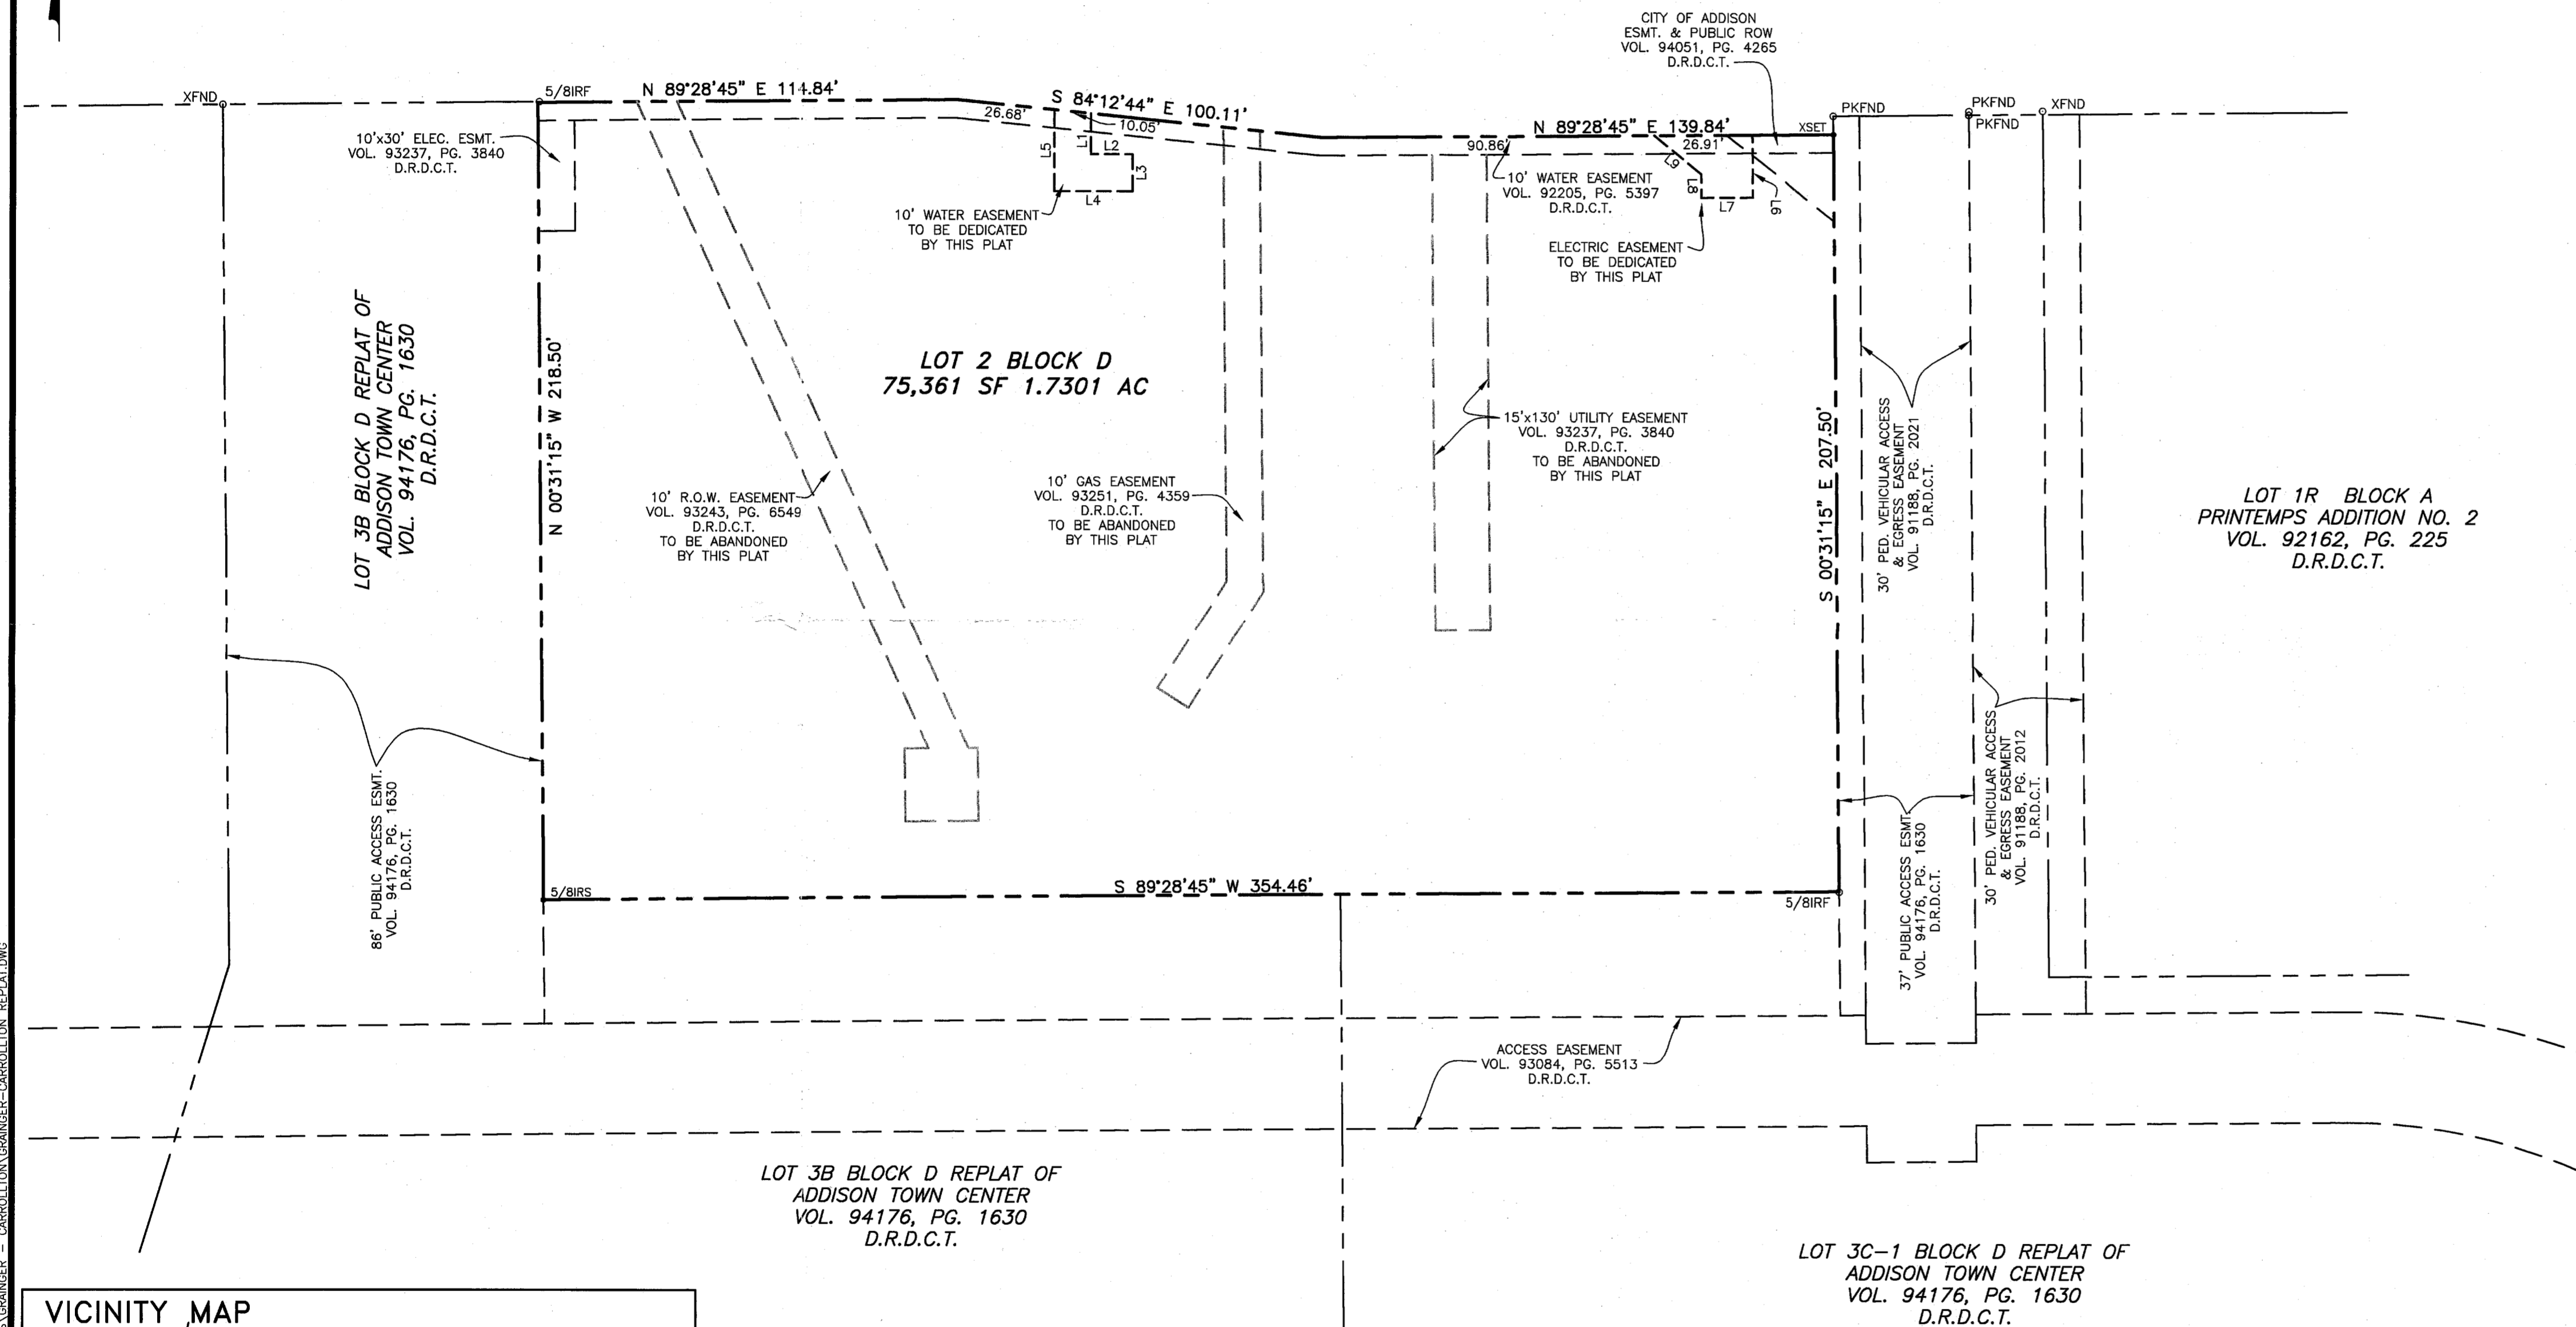 CITY OF ADDISON
ESMT. & PUBLIC ROW
VOL. 94051, PG. 4265
D.R.D.C.T.
XFND
5/8IRF
N 89°28'45" E 114.84'
S 84°12'44" E 100.11'
26.68'
10.05'
N 89°28'45" E 139.84'
90.86'
26.91'
XSET
PKFND
PKFND
PKFND
XFND
10'x30' ELEC. ESMT.
VOL. 93237, PG. 3840
D.R.D.C.T.
L1
L2
L3
L4
L5
L6
L7
L8
L9
10' WATER EASEMENT
TO BE DEDICATED
BY THIS PLAT
10' WATER EASEMENT
VOL. 92205, PG. 5397
D.R.D.C.T.
ELECTRIC EASEMENT
TO BE DEDICATED
BY THIS PLAT
LOT 3B BLOCK D REPLAT OF
ADDISON TOWN CENTER
VOL. 94176, PG. 1630
D.R.D.C.T.
N 00°31'15" W 218.50'
LOT 2 BLOCK D
75,361 SF 1.7301 AC
15'x130' UTILITY EASEMENT
VOL. 93237, PG. 3840
D.R.D.C.T.
TO BE ABANDONED
BY THIS PLAT
10' R.O.W. EASEMENT
VOL. 93243, PG. 6549
D.R.D.C.T.
TO BE ABANDONED
BY THIS PLAT
10' GAS EASEMENT
VOL. 93251, PG. 4359
D.R.D.C.T.
TO BE ABANDONED
BY THIS PLAT
S 00°31'15" E 207.50'
30' PED. VEHICULAR ACCESS
& EGRESS EASEMENT
VOL. 91188, PG. 2021
D.R.D.C.T.
LOT 1R BLOCK A
PRINTEMPS ADDITION NO. 2
VOL. 92162, PG. 225
D.R.D.C.T.
86' PUBLIC ACCESS ESMT.
VOL. 94176, PG. 1630
D.R.D.C.T.
37' PUBLIC ACCESS ESMT.
VOL. 94176, PG. 1630
D.R.D.C.T.
30' PED. VEHICULAR ACCESS
& EGRESS EASEMENT
VOL. 91188, PG. 2012
D.R.D.C.T.
5/8IRS
S 89°28'45" W 354.46'
5/8IRF
ACCESS EASEMENT
VOL. 93084, PG. 5513
D.R.D.C.T.
LOT 3B BLOCK D REPLAT OF
ADDISON TOWN CENTER
VOL. 94176, PG. 1630
D.R.D.C.T.
LOT 3C-1 BLOCK D REPLAT OF
ADDISON TOWN CENTER
VOL. 94176, PG. 1630
D.R.D.C.T.
VICINITY MAP
\GRAINGER - CARROLLTON\GRAINGER-CARROLLTON REPLAT.DWG